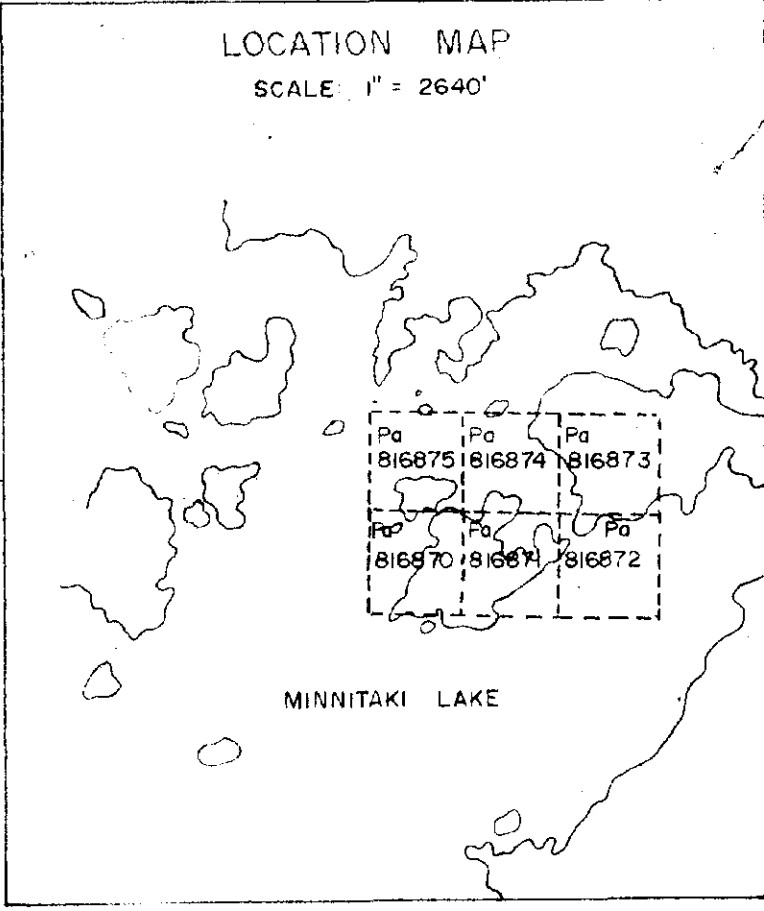 LOCATION MAP
SCALE: 1" = 2640'
Pa
816875
Pa
816874
Pa
816873
Pa
816870
Pa
816871
Pa
816872
MINNITAKI LAKE